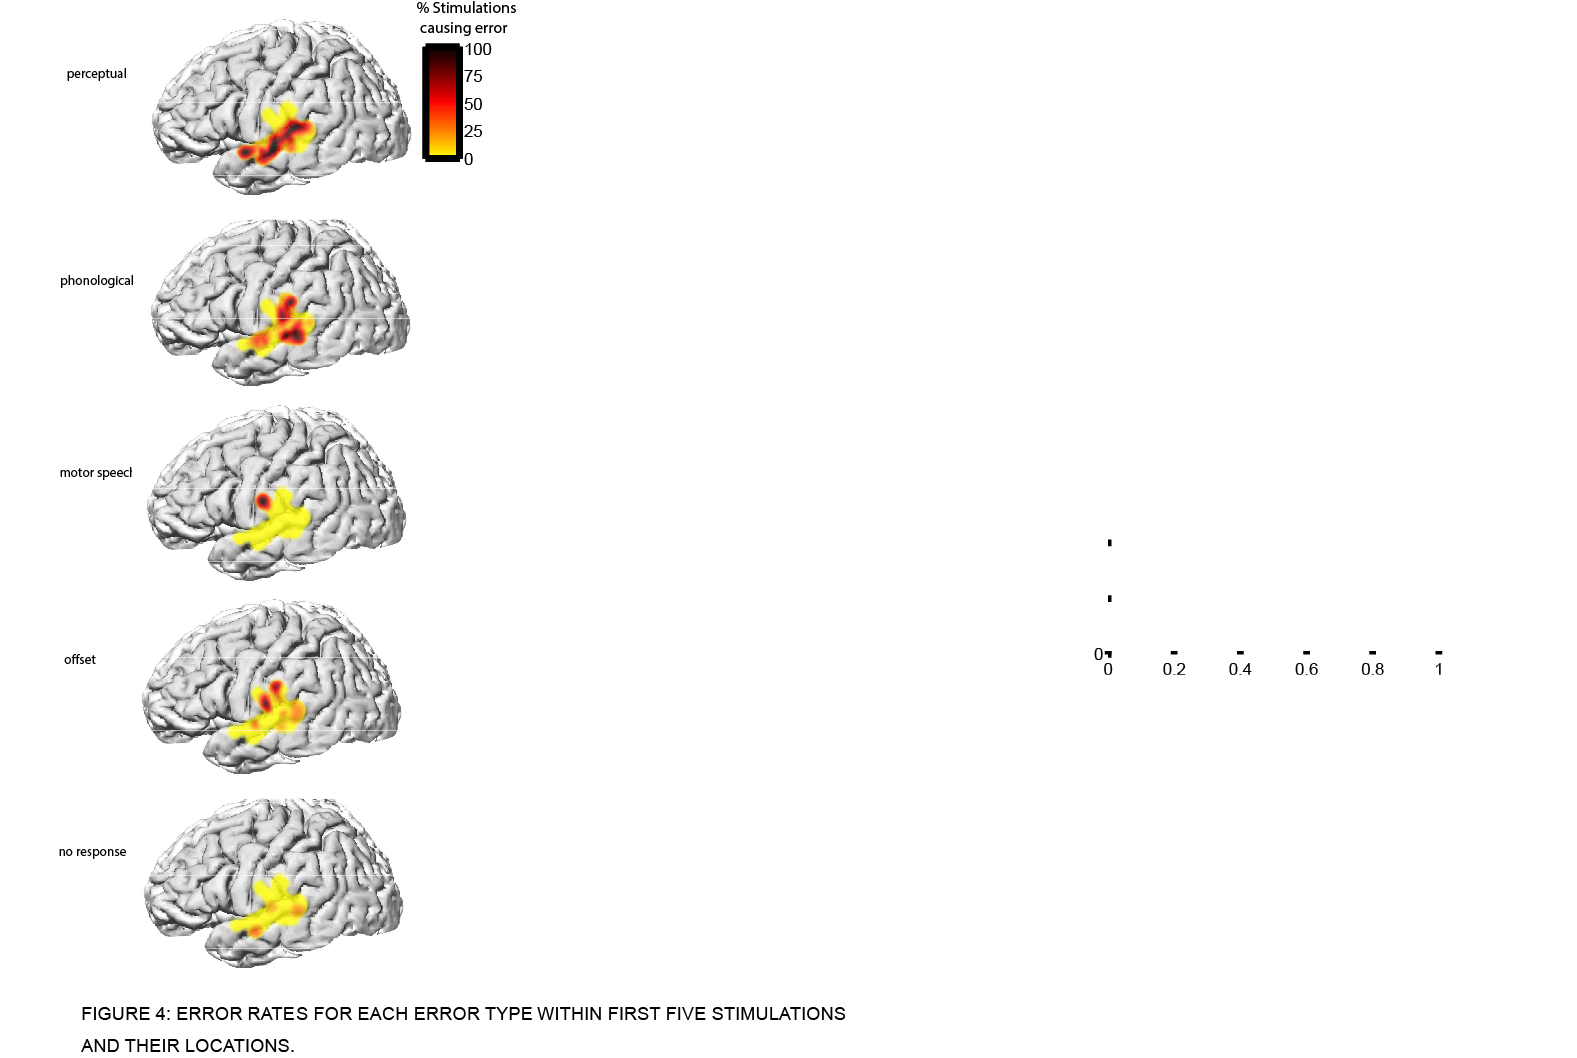 % Stimulations
causing error
100
75
50
25
0
perceptual
phonological
motor speech
offset
no response
0
0 0.2 0.4 0.6 0.8 1
FIGURE 4: ERROR RATES FOR EACH ERROR TYPE WITHIN FIRST FIVE STIMULATIONS
AND THEIR LOCATIONS.